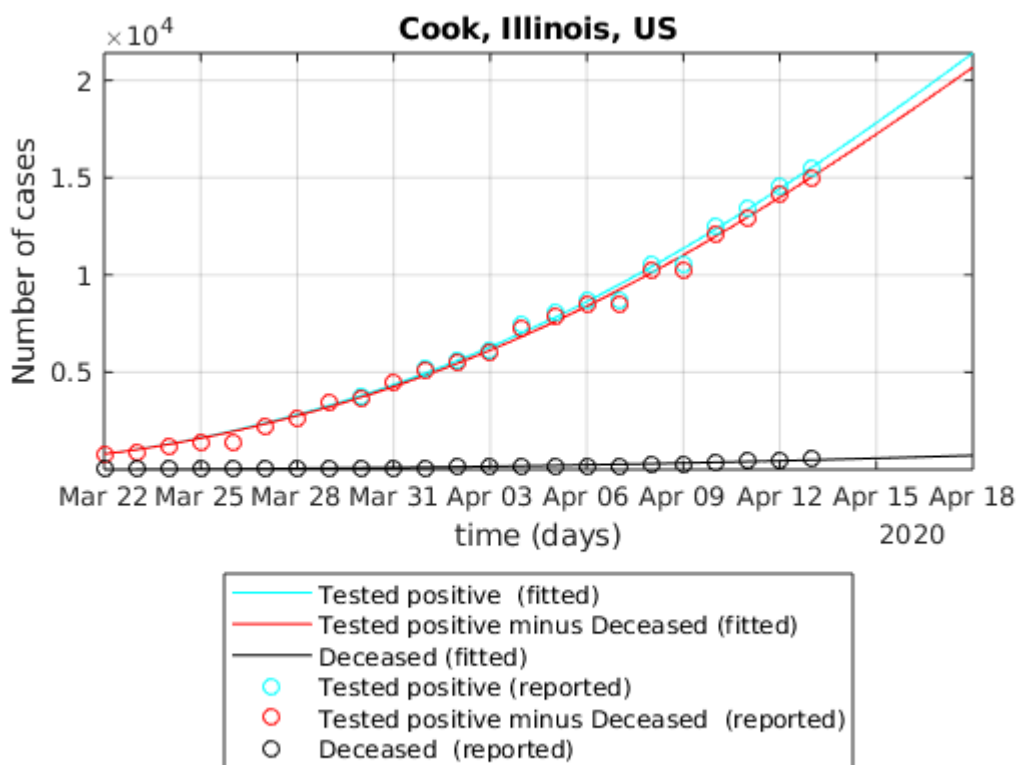 Cook, Illinois, US
×10⁴
2
1.5
1
0.5
Number of cases
Mar 22 Mar 25 Mar 28 Mar 31 Apr 03 Apr 06 Apr 09 Apr 12 Apr 15 Apr 18
time (days)
2020
Tested positive (fitted)
Tested positive minus Deceased (fitted)
Deceased (fitted)
Tested positive (reported)
Tested positive minus Deceased (reported)
Deceased (reported)